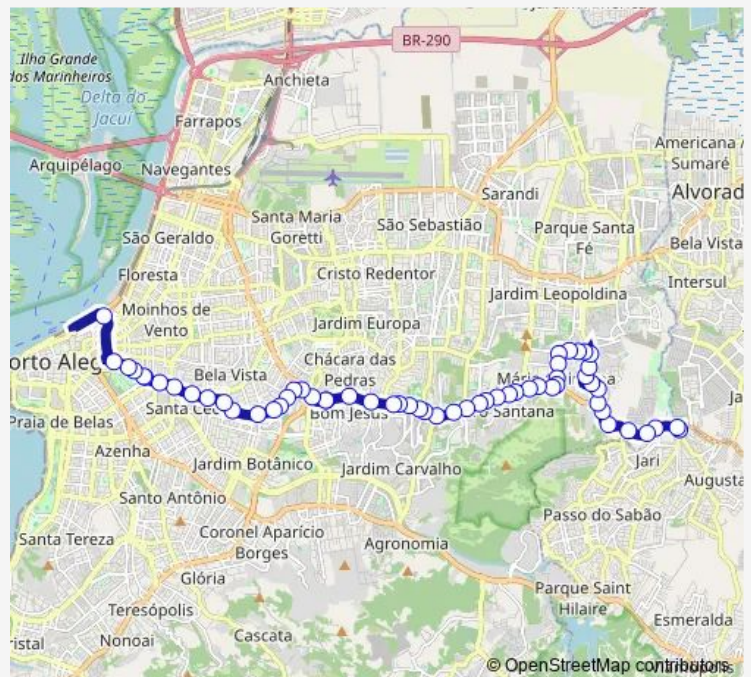 BR-290
Ilha Grande
dos Marinheiros
Anchieta
Delta do
Jacuí
Farrapos
Americana /
Sumaré
Arquipélago
Navegantes
Sarandi
Alvorad
Santa Maria
Goretti
São Sebastião
Parque Santa
Fé
São Geraldo
Bela Vista
Floresta
Cristo Redentor
Intersul
Jardim Leopoldina
Moinhos de
Vento
Jardim Europa
orto Aleg
Chácara das
Pedras
Bela Vista
Ja
Santa Ce
Bom Jesus
Santana
Praia de Belas
Azenha
Jardim Botânico
Jardim Carvalho
Jari
Augusta
Santo Antônio
Passo do Sabão
Santa Tereza
Coronel Aparício
Borges
Agronomia
Glória
Parque Saint
Hilaire
Teresópolis
Esmeralda
Cascata
ristal
Nonoai
© OpenStreetMap contributors